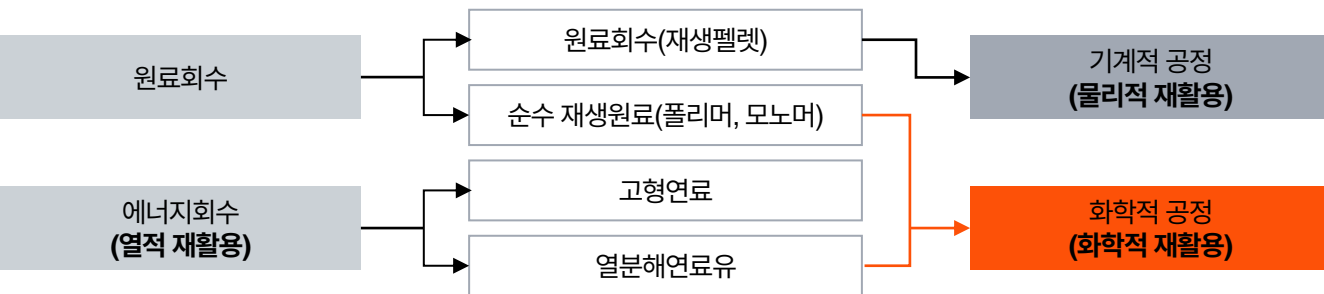 원료회수
원료회수(재생펠렛)
순수 재생원료(폴리머, 모노머)
기계적 공정
(물리적 재활용)
에너지회수
(열적 재활용)
고형연료
열분해연료유
화학적 공정
(화학적 재활용)